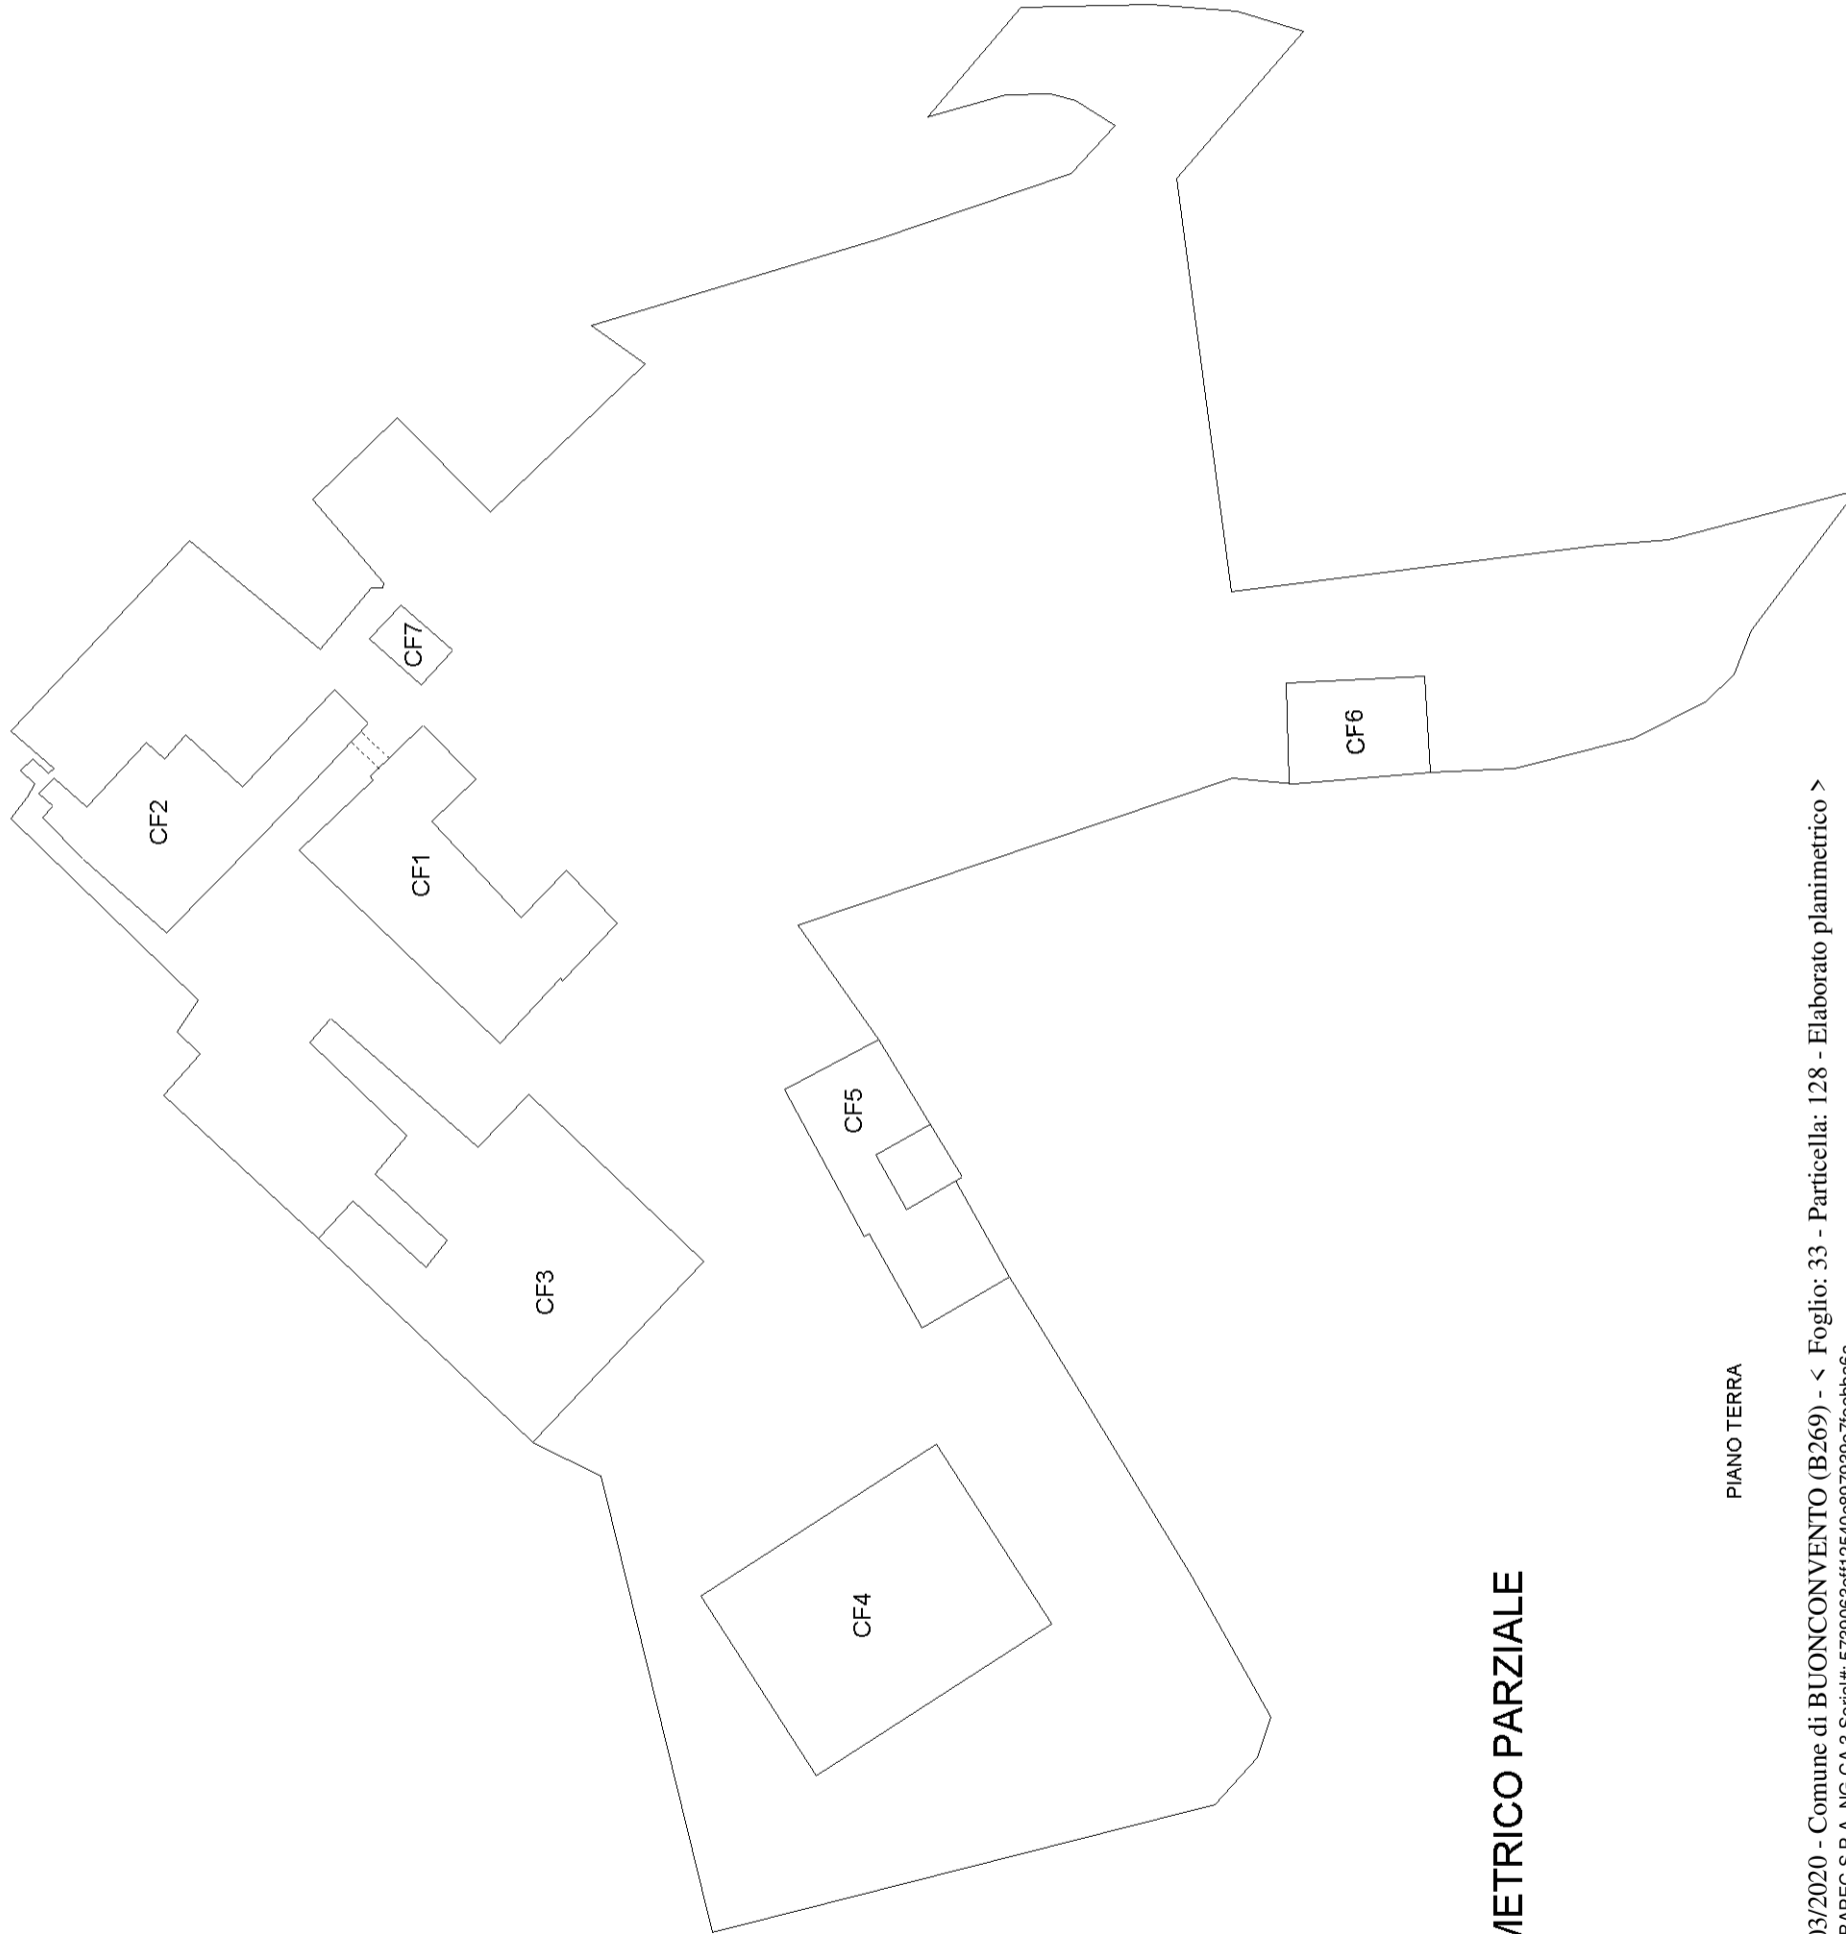 CF2
CF7
CF1
CF3
CF5
CF6
CF4
METRICO PARZIALE
PIANO TERRA
03/2020 - Comune di BUONCONVENTO (B269) - < Foglio: 33 - Particella: 128 - Elaborato planimetrico >